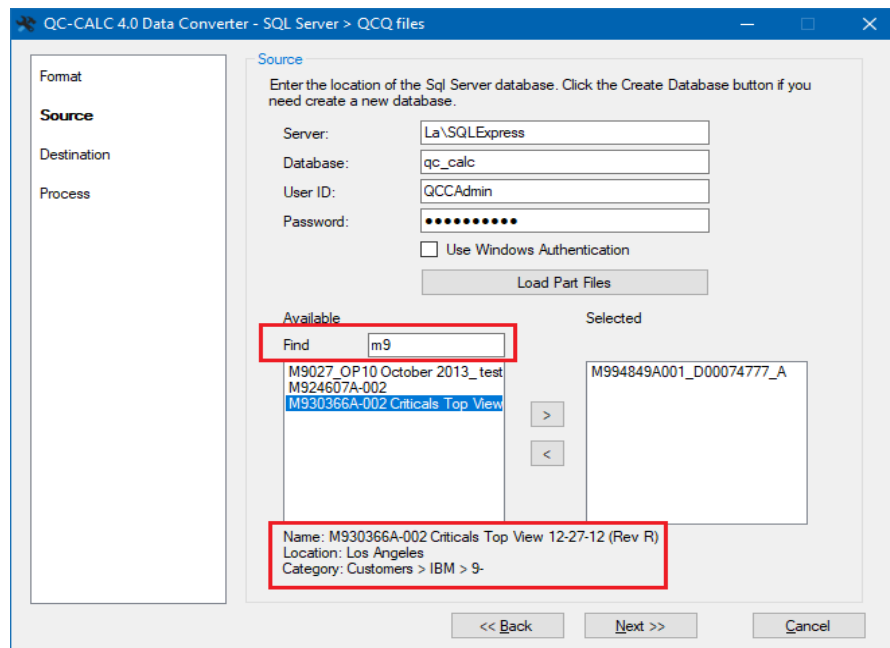 QC-CALC 4.0 Data Converter - SQL Server > QCQ files
Format
Source
Destination
Process
Source
Enter the location of the Sql Server database. Click the Create Database button if you
need create a new database.
Server: La\SQLExpress
Database: qc_calc
User ID: QCCAdmin
Password: ●●●●●●●●●●
Use Windows Authentication
Load Part Files
Available Selected
Find m9
M9027_OP10 October 2013_ test
M924607A-002
M930366A-002 Criticals Top View
M994849A001_D00074777_A
>
<
Name: M930366A-002 Criticals Top View 12-27-12 (Rev R)
Location: Los Angeles
Category: Customers > IBM > 9-
<< Back Next >> Cancel